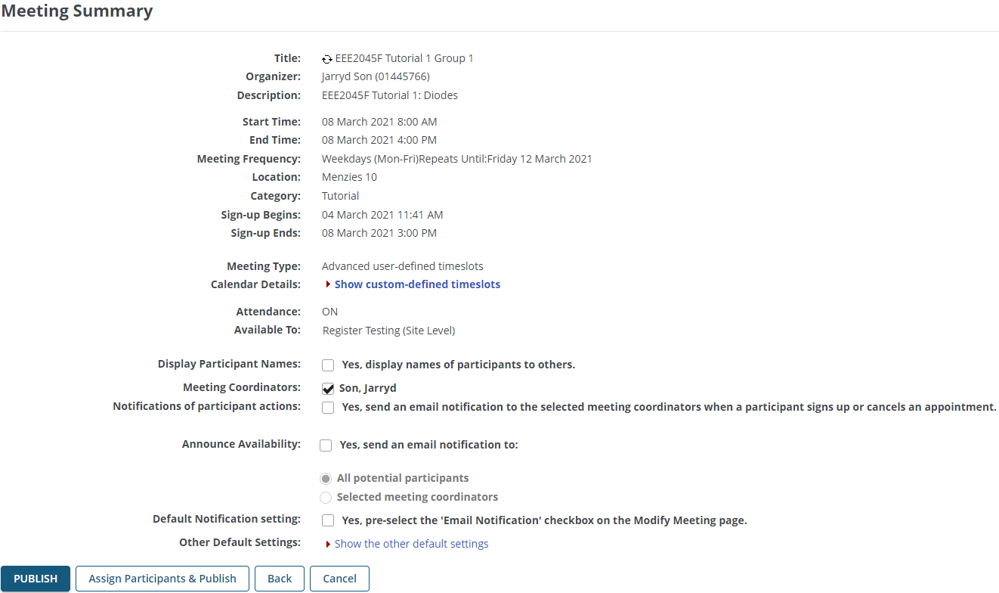 Meeting Summary
Title: EEE2045F Tutorial 1 Group 1
Organizer: Jarryd Son (01445766)
Description: EEE2045F Tutorial 1: Diodes
Start Time: 08 March 2021 8:00 AM
End Time: 08 March 2021 4:00 PM
Meeting Frequency: Weekdays (Mon-Fri)Repeats Until:Friday 12 March 2021
Location: Menzies 10
Category: Tutorial
Sign-up Begins: 04 March 2021 11:41 AM
Sign-up Ends: 08 March 2021 3:00 PM
Meeting Type: Advanced user-defined timeslots
Calendar Details: Show custom-defined timeslots
Attendance: ON
Available To: Register Testing (Site Level)
Display Participant Names: Yes, display names of participants to others.
Meeting Coordinators: Son, Jarryd
Notifications of participant actions: Yes, send an email notification to the selected meeting coordinators when a participant signs up or cancels an appointment.
Announce Availability: Yes, send an email notification to:
All potential participants
Selected meeting coordinators
Default Notification setting: Yes, pre-select the 'Email Notification' checkbox on the Modify Meeting page.
Other Default Settings: Show the other default settings
PUBLISH Assign Participants & Publish Back Cancel